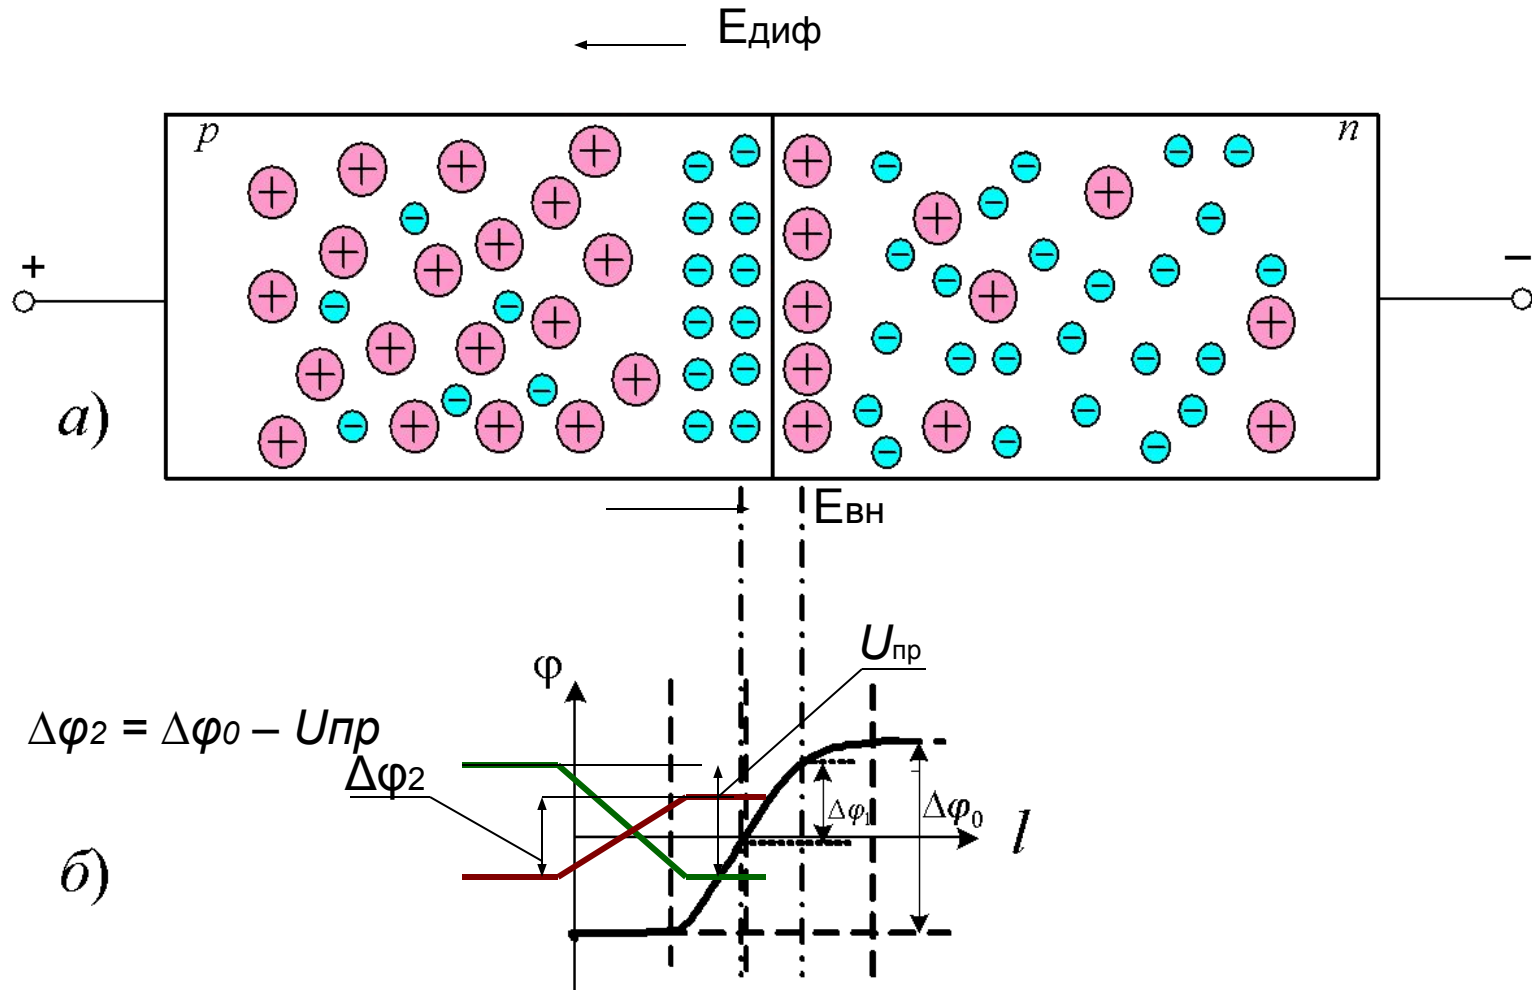 Eдиф
p
n
+
–
а)
Eвн
Uпр
φ
Δφ2 = Δφ0 – Uпр
Δφ2
Δφ1
Δφ0
l
б)